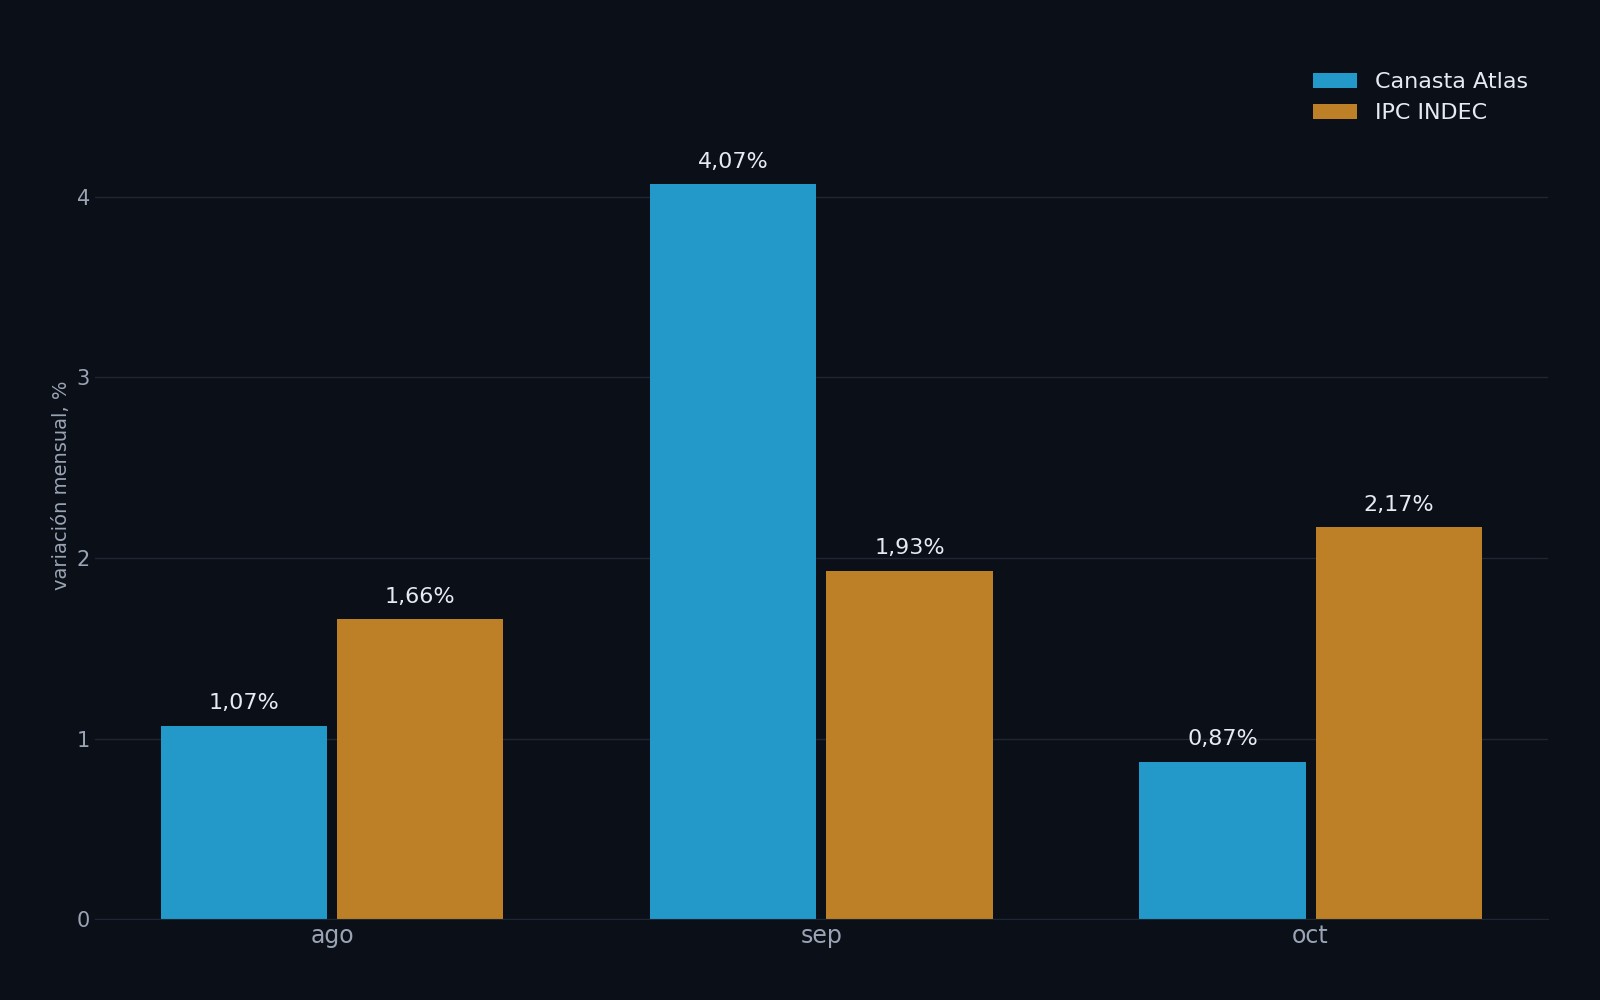 Canasta Atlas
IPC INDEC
variación mensual, %
4
3
2
1
0
1,07%
1,66%
4,07%
1,93%
0,87%
2,17%
ago
sep
oct